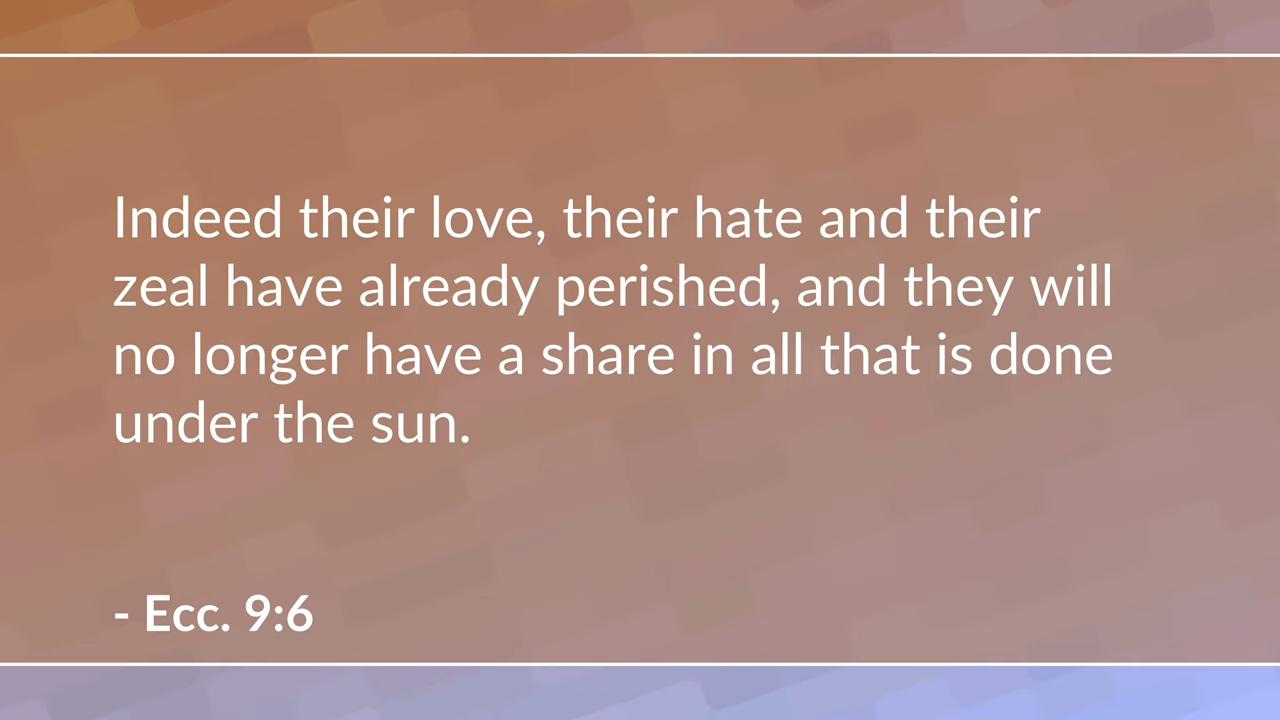 Indeed their love, their hate and their
zeal have already perished, and they will
no longer have a share in all that is done
under the sun.
- Ecc. 9:6